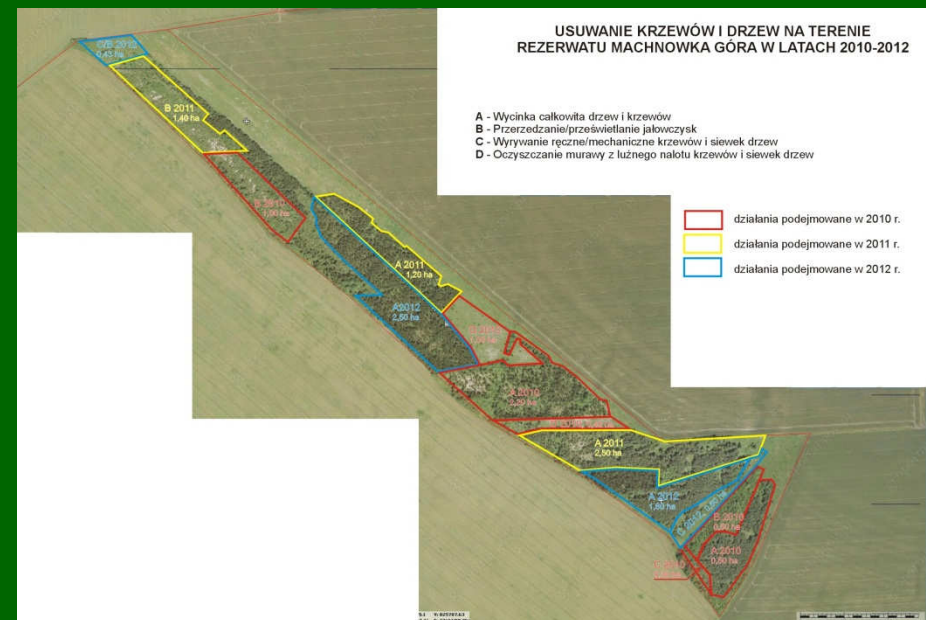 USUWANIE KRZEWÓW I DRZEW NA TERENIE
REZERWATU MACHNOWKA GÓRA W LATACH 2010-2012
A - Wycinka całkowita drzew i krzewów
B - Przerzedzanie/prześwietlanie jałowczysk
C - Wyrywanie ręczne/mechaniczne krzewów i siewek drzew
D - Oczyszczanie murawy z luźnego nalotu krzewów i siewek drzew
działania podejmowane w 2010 r.
działania podejmowane w 2011 r.
działania podejmowane w 2012 r.
B 2011
1,40 ha
A 2011
1,20 ha
A 2012
2,50 ha
A 2010
A 2011
2,50 ha
A 2012
1,60 ha
B 2010
A 2010